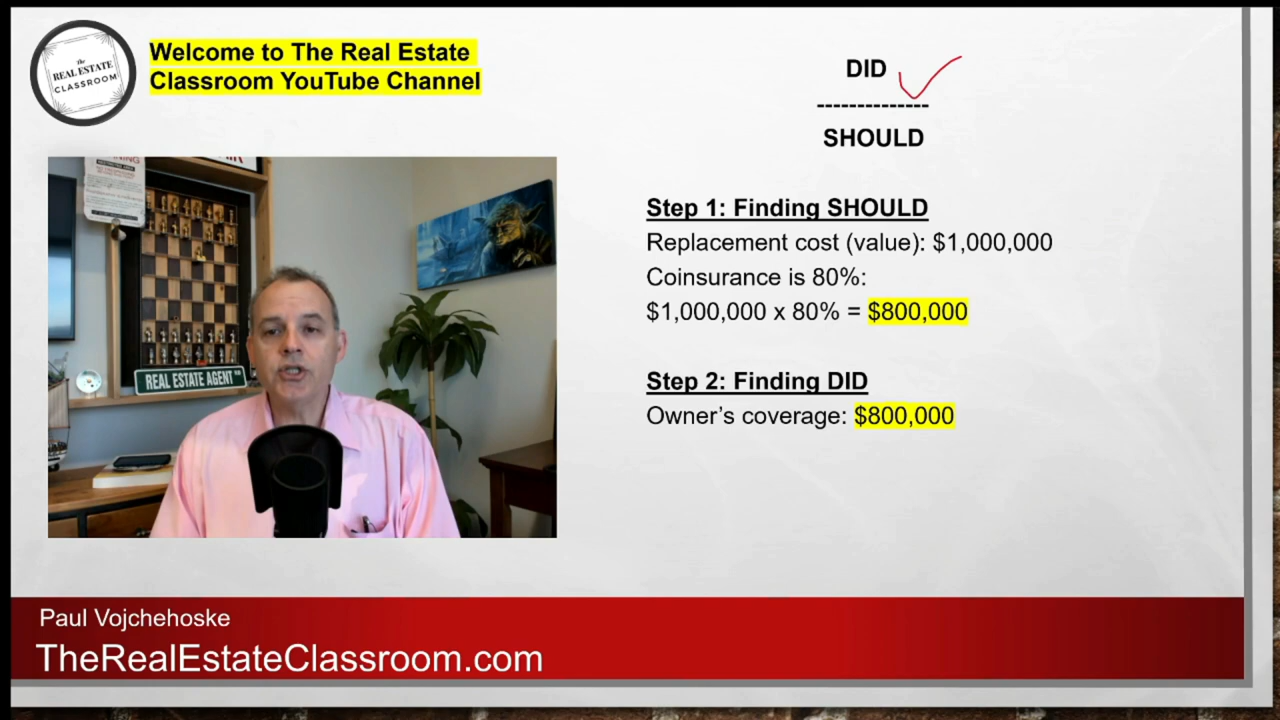 The
REAL ESTATE
CLASSROOM
Welcome to The Real Estate
Classroom YouTube Channel
DID
--------------
SHOULD
Step 1: Finding SHOULD
Replacement cost (value): $1,000,000
Coinsurance is 80%:
$1,000,000 x 80% = $800,000
Step 2: Finding DID
Owner’s coverage: $800,000
REAL ESTATE AGENT
Paul Vojchehoske
TheRealEstateClassroom.com